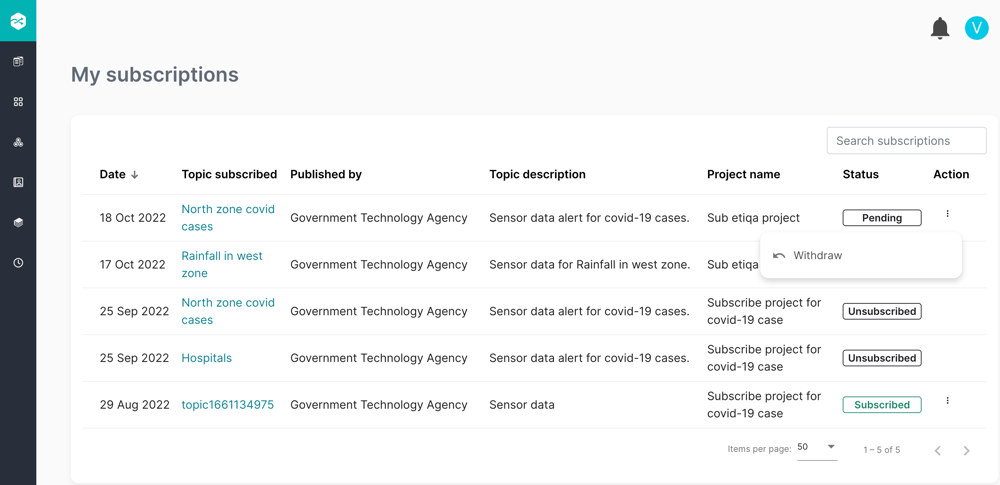 V
My subscriptions
Search subscriptions
Date Topic subscribed Published by Topic description Project name Status Action
18 Oct 2022 North zone covid cases Government Technology Agency Sensor data alert for covid-19 cases. Sub etiqa project Pending
17 Oct 2022 Rainfall in west zone Government Technology Agency Sensor data for Rainfall in west zone. Sub etiqa
Withdraw
25 Sep 2022 North zone covid cases Government Technology Agency Sensor data alert for covid-19 cases. Subscribe project for covid-19 case Unsubscribed
25 Sep 2022 Hospitals Government Technology Agency Sensor data alert for covid-19 cases. Subscribe project for covid-19 case Unsubscribed
29 Aug 2022 topic1661134975 Government Technology Agency Sensor data Subscribe project for covid-19 case Subscribed
Items per page: 50 1 – 5 of 5